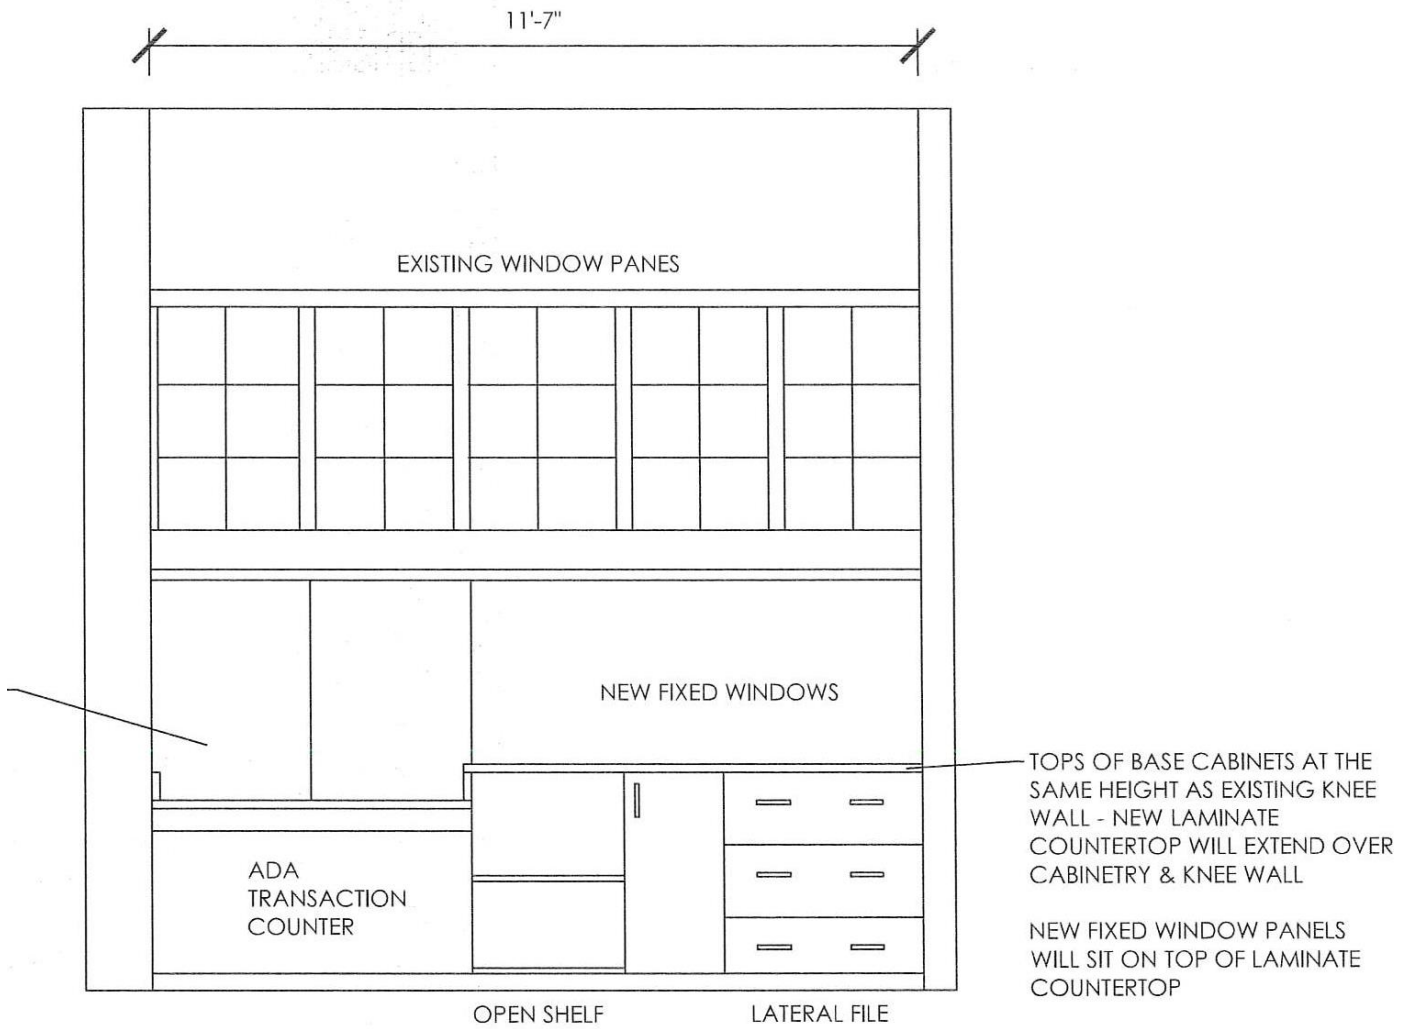 11'-7"
EXISTING WINDOW PANES
NEW FIXED WINDOWS
TOPS OF BASE CABINETS AT THE
SAME HEIGHT AS EXISTING KNEE
WALL - NEW LAMINATE
COUNTERTOP WILL EXTEND OVER
CABINETRY & KNEE WALL
ADA
TRANSACTION
COUNTER
NEW FIXED WINDOW PANELS
WILL SIT ON TOP OF LAMINATE
COUNTERTOP
OPEN SHELF
LATERAL FILE